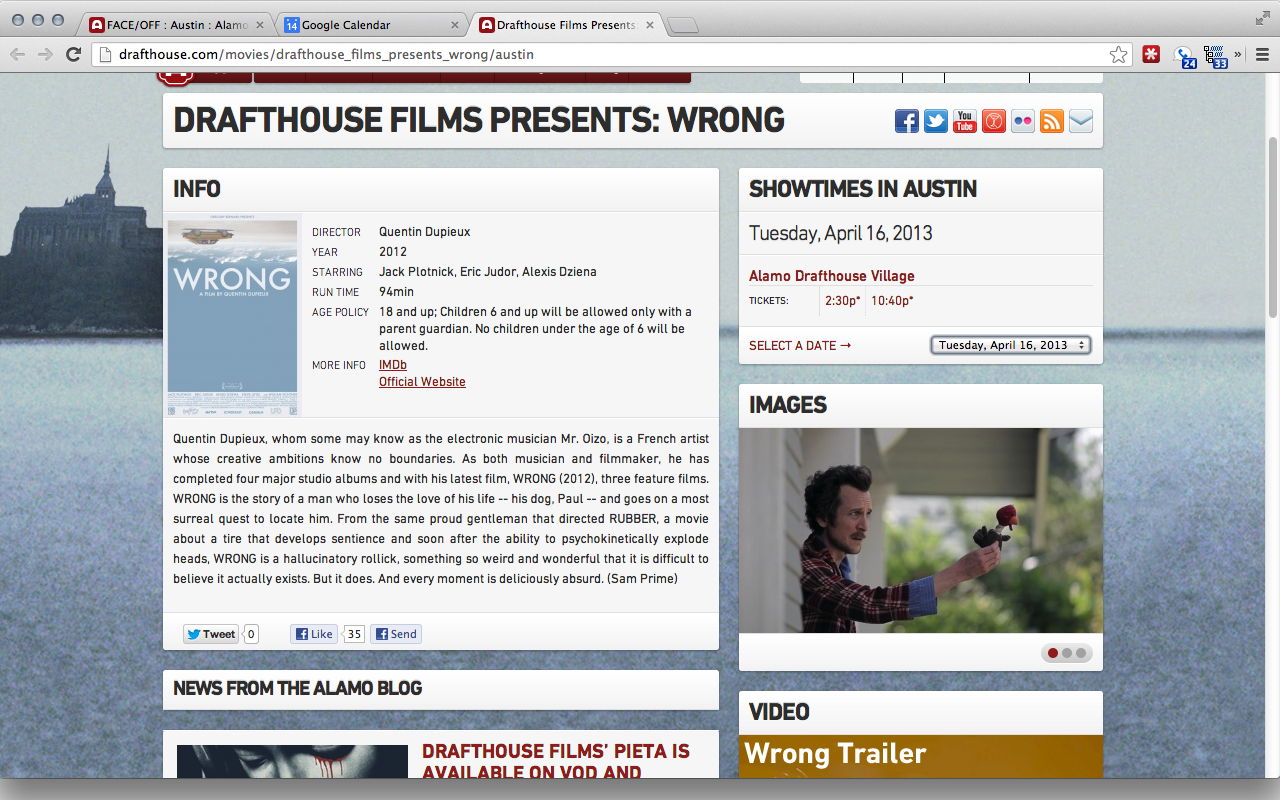 FACE/OFF : Austin : Alamo
Google Calendar
14
Drafthouse Films Presents:
drafthouse.com/movies/drafthouse_films_presents_wrong/austin
24
33
»
DRAFTHOUSE FILMS PRESENTS: WRONG
You
Tube
INFO
WRONG
A FILM BY QUENTIN DUPIEUX
DIRECTOR Quentin Dupieux
YEAR 2012
STARRING Jack Plotnick, Eric Judor, Alexis Dziena
RUN TIME 94min
AGE POLICY 18 and up; Children 6 and up will be allowed only with a
parent guardian. No children under the age of 6 will be
allowed.
MORE INFO IMDb
Official Website
Quentin Dupieux, whom some may know as the electronic musician Mr. Oizo, is a French artist
whose creative ambitions know no boundaries. As both musician and filmmaker, he has
completed four major studio albums and with his latest film, WRONG (2012), three feature films.
WRONG is the story of a man who loses the love of his life -- his dog, Paul -- and goes on a most
surreal quest to locate him. From the same proud gentleman that directed RUBBER, a movie
about a tire that develops sentience and soon after the ability to psychokinetically explode
heads, WRONG is a hallucinatory rollick, something so weird and wonderful that it is difficult to
believe it actually exists. But it does. And every moment is deliciously absurd. (Sam Prime)
Tweet 0 Like 35 Send
NEWS FROM THE ALAMO BLOG
DRAFTHOUSE FILMS' PIETA IS
AVAILABLE ON VOD AND
SHOWTIMES IN AUSTIN
Tuesday, April 16, 2013
Alamo Drafthouse Village
TICKETS: 2:30p* 10:40p*
SELECT A DATE → Tuesday, April 16, 2013
IMAGES
VIDEO
Wrong Trailer